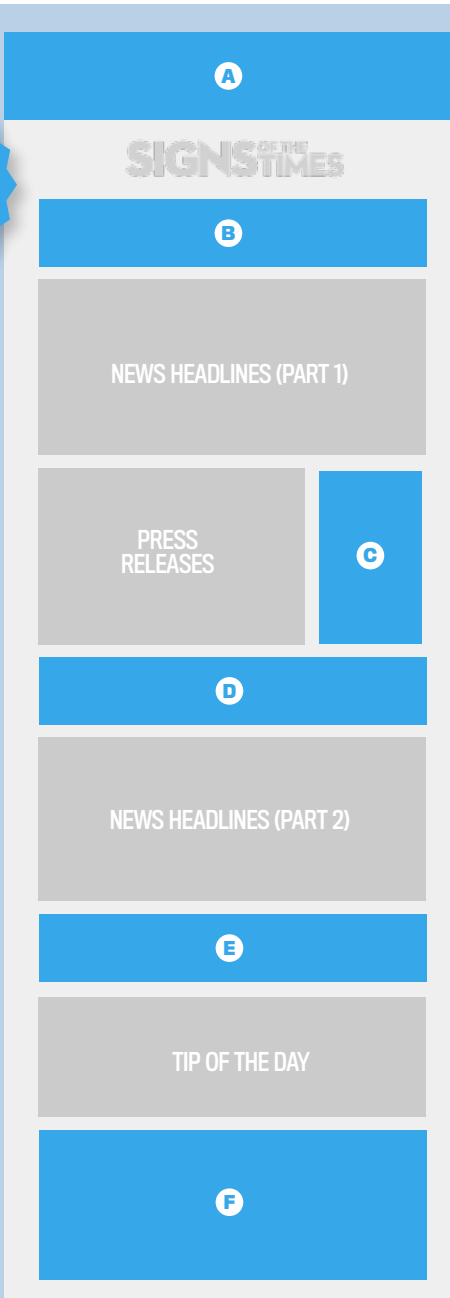 A
SIGNS OF THE TIMES
B
NEWS HEADLINES (PART 1)
PRESS
RELEASES
C
D
NEWS HEADLINES (PART 2)
E
TIP OF THE DAY
F